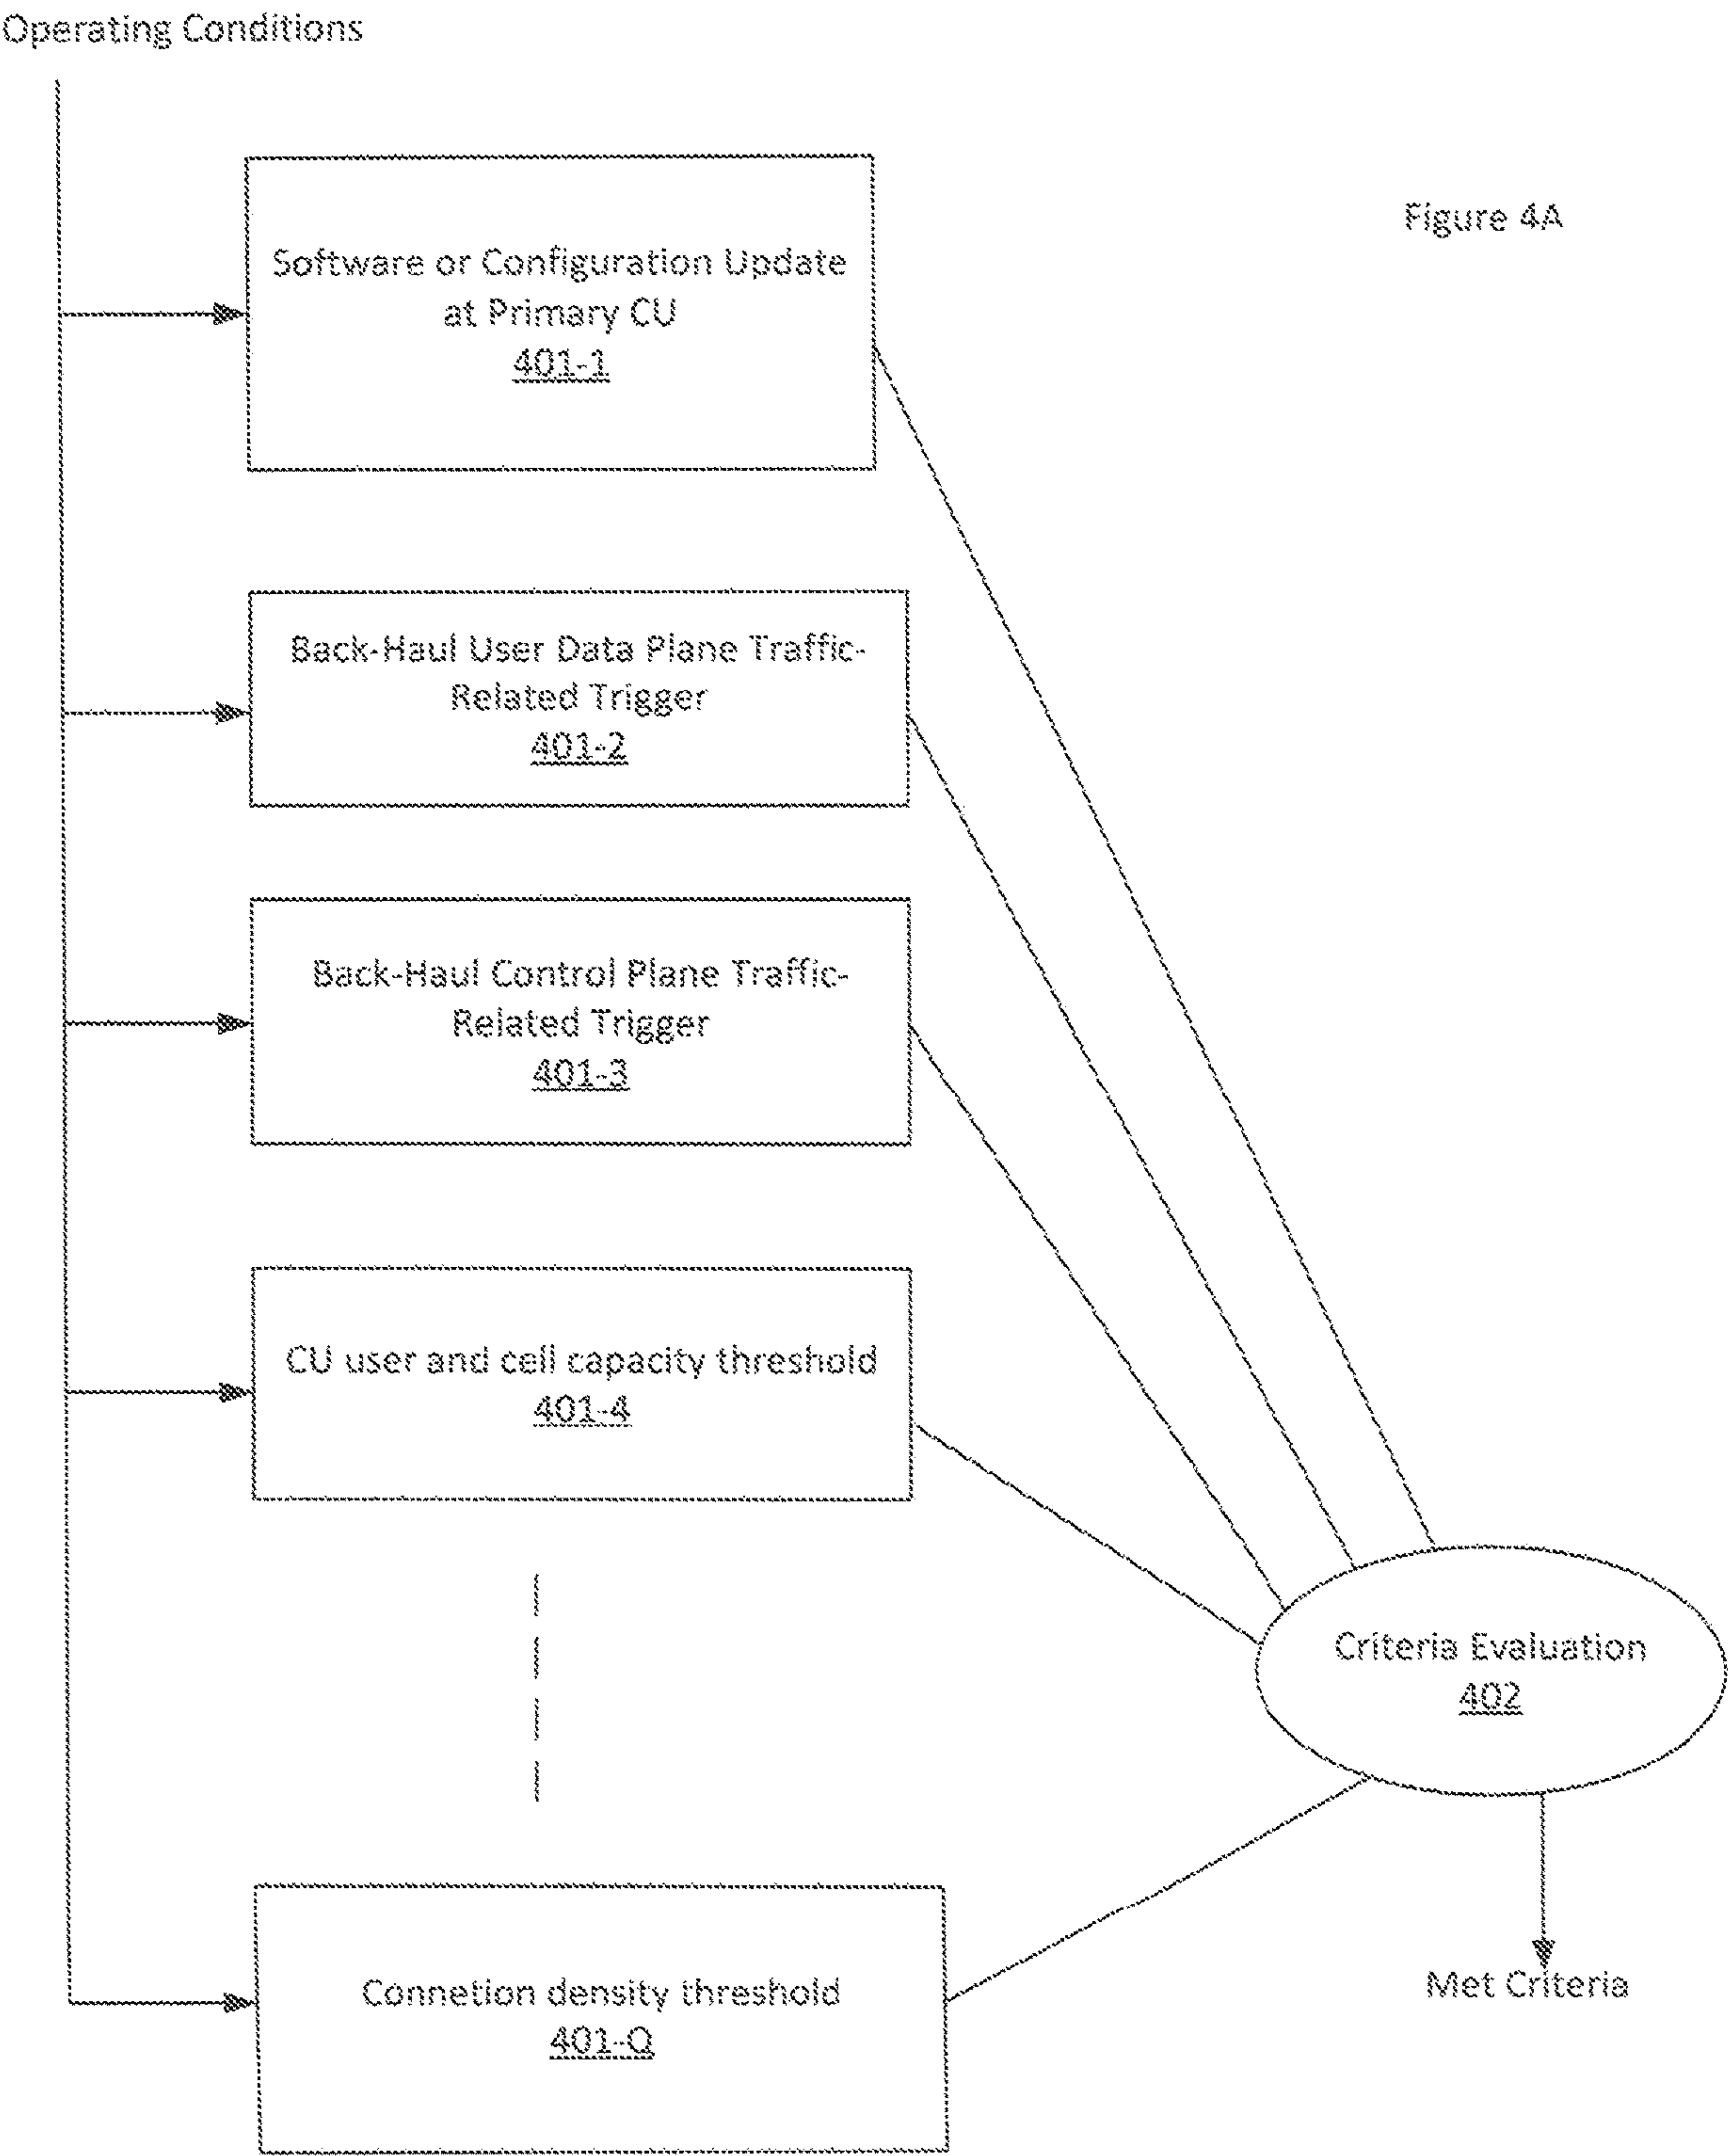 Operating Conditions
Figure 4A
Software or Configuration Update
at Primary CU
401-1
Back-Haul User Data Plane Traffic-
Related Trigger
401-2
Back-Haul Control Plane Traffic-
Related Trigger
401-3
CU user and cell capacity threshold
401-4
Criteria Evaluation
402
Met Criteria
Connetion density threshold
401-Q